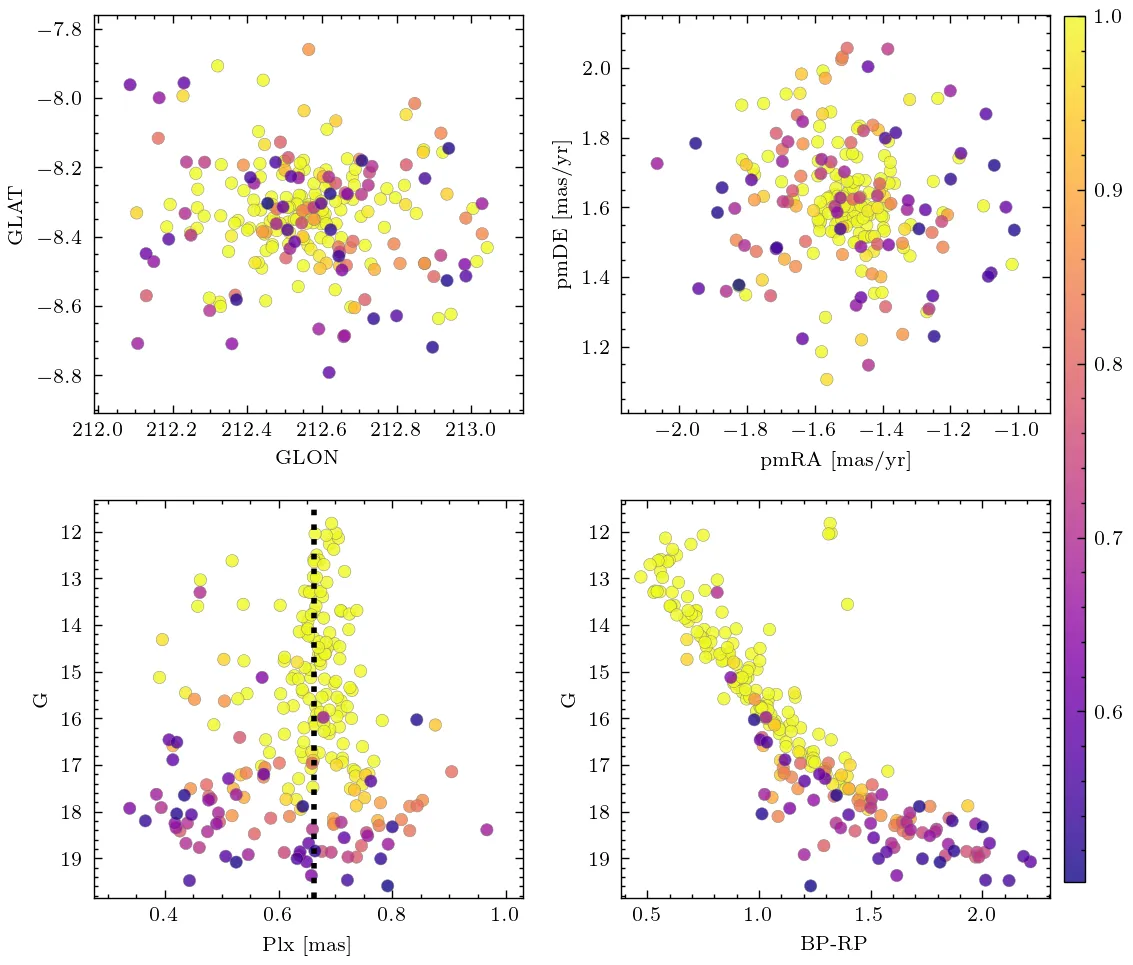 −7.8
−8.0
−8.2
−8.4
−8.6
−8.8
GLAT
212.0 212.2 212.4 212.6 212.8 213.0
GLON
2.0
1.8
1.6
1.4
1.2
pmDE [mas/yr]
−2.0 −1.8 −1.6 −1.4 −1.2 −1.0
pmRA [mas/yr]
1.0
0.9
0.8
0.7
0.6
12
13
14
15
16
17
18
19
G
0.4 0.6 0.8 1.0
Plx [mas]
12
13
14
15
16
17
18
19
G
0.5 1.0 1.5 2.0
BP-RP